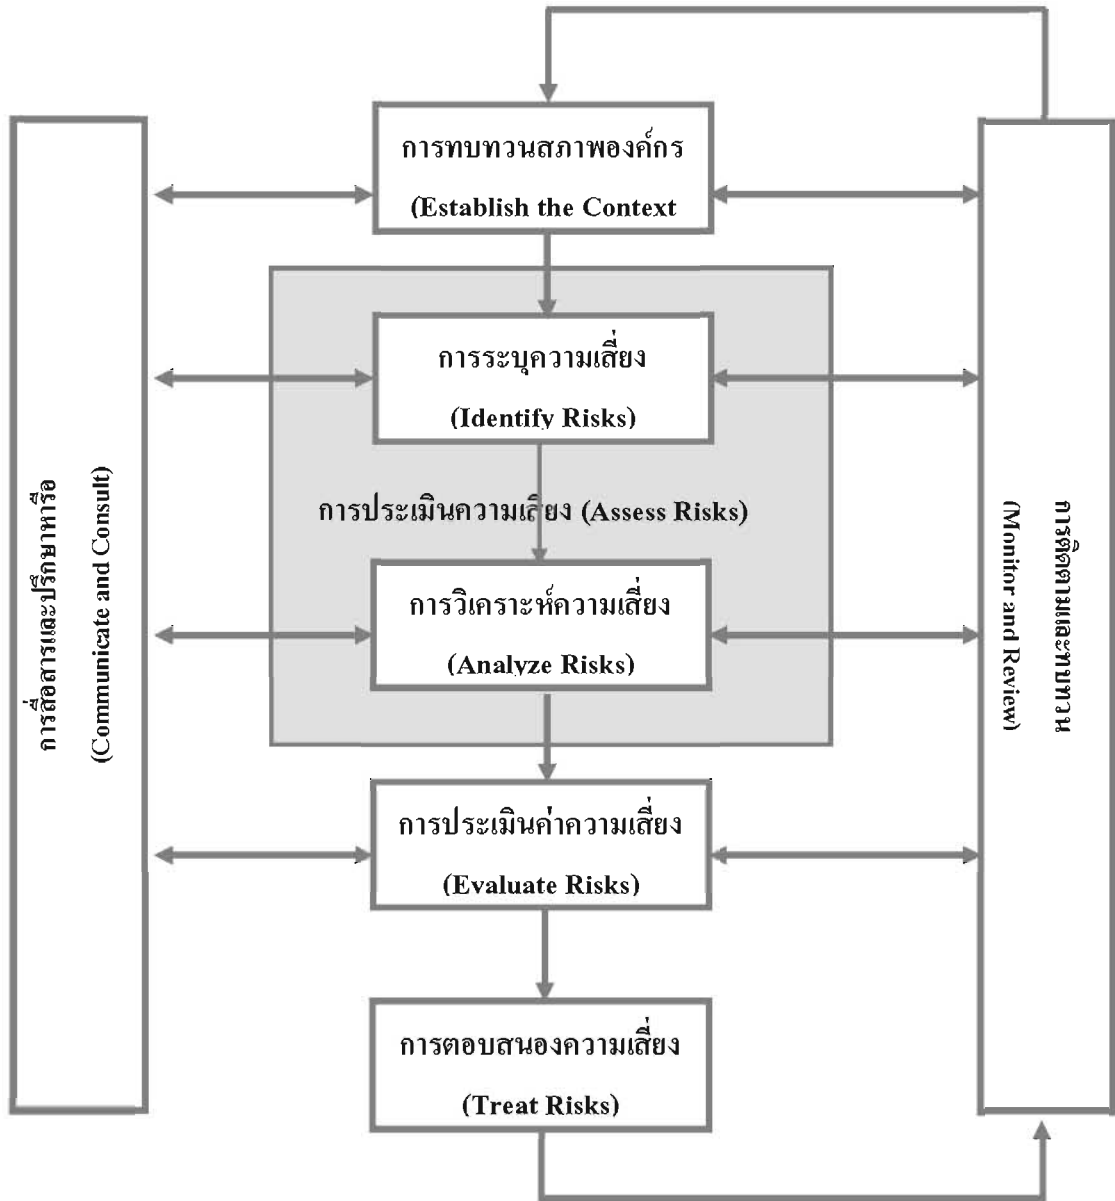 การทบทวนสภาพองค์กร
(Establish the Context
การระบุความเสี่ยง
(Identify Risks)
การประเมินความเสี่ยง (Assess Risks)
การวิเคราะห์ความเสี่ยง
(Analyze Risks)
การประเมินค่าความเสี่ยง
(Evaluate Risks)
การตอบสนองความเสี่ยง
(Treat Risks)
การสื่อสารและปรึกษาหารือ
(Communicate and Consult)
การติดตามและทบทวน
(Monitor and Review)